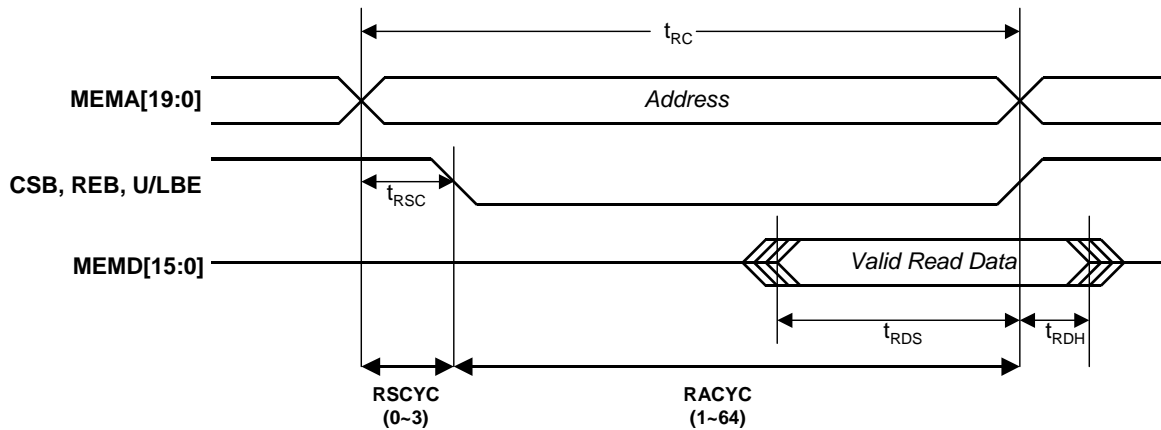 tRC
MEMA[19:0]
Address
CSB, REB, U/LBE
tRSC
MEMD[15:0]
Valid Read Data
tRDS
tRDH
RSCYC
(0~3)
RACYC
(1~64)